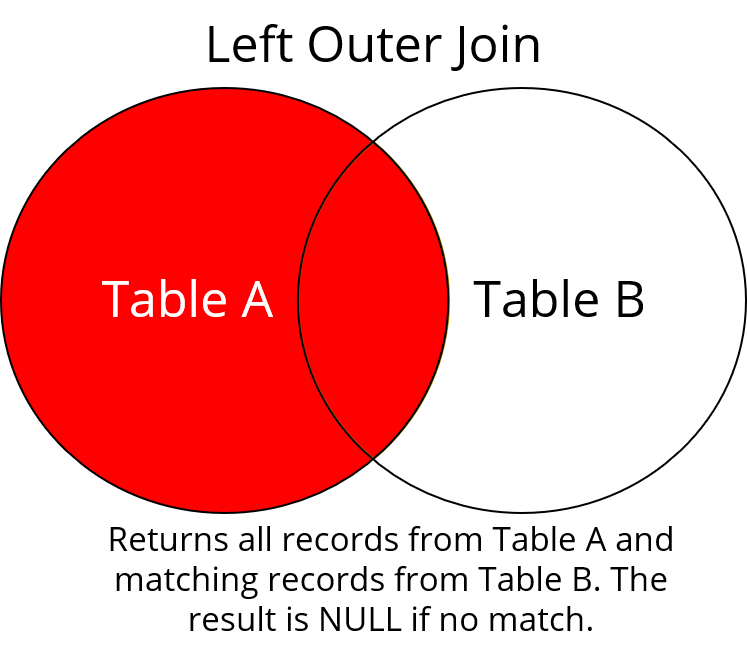 Left Outer Join
Table A
Table B
Returns all records from Table A and
matching records from Table B. The
result is NULL if no match.